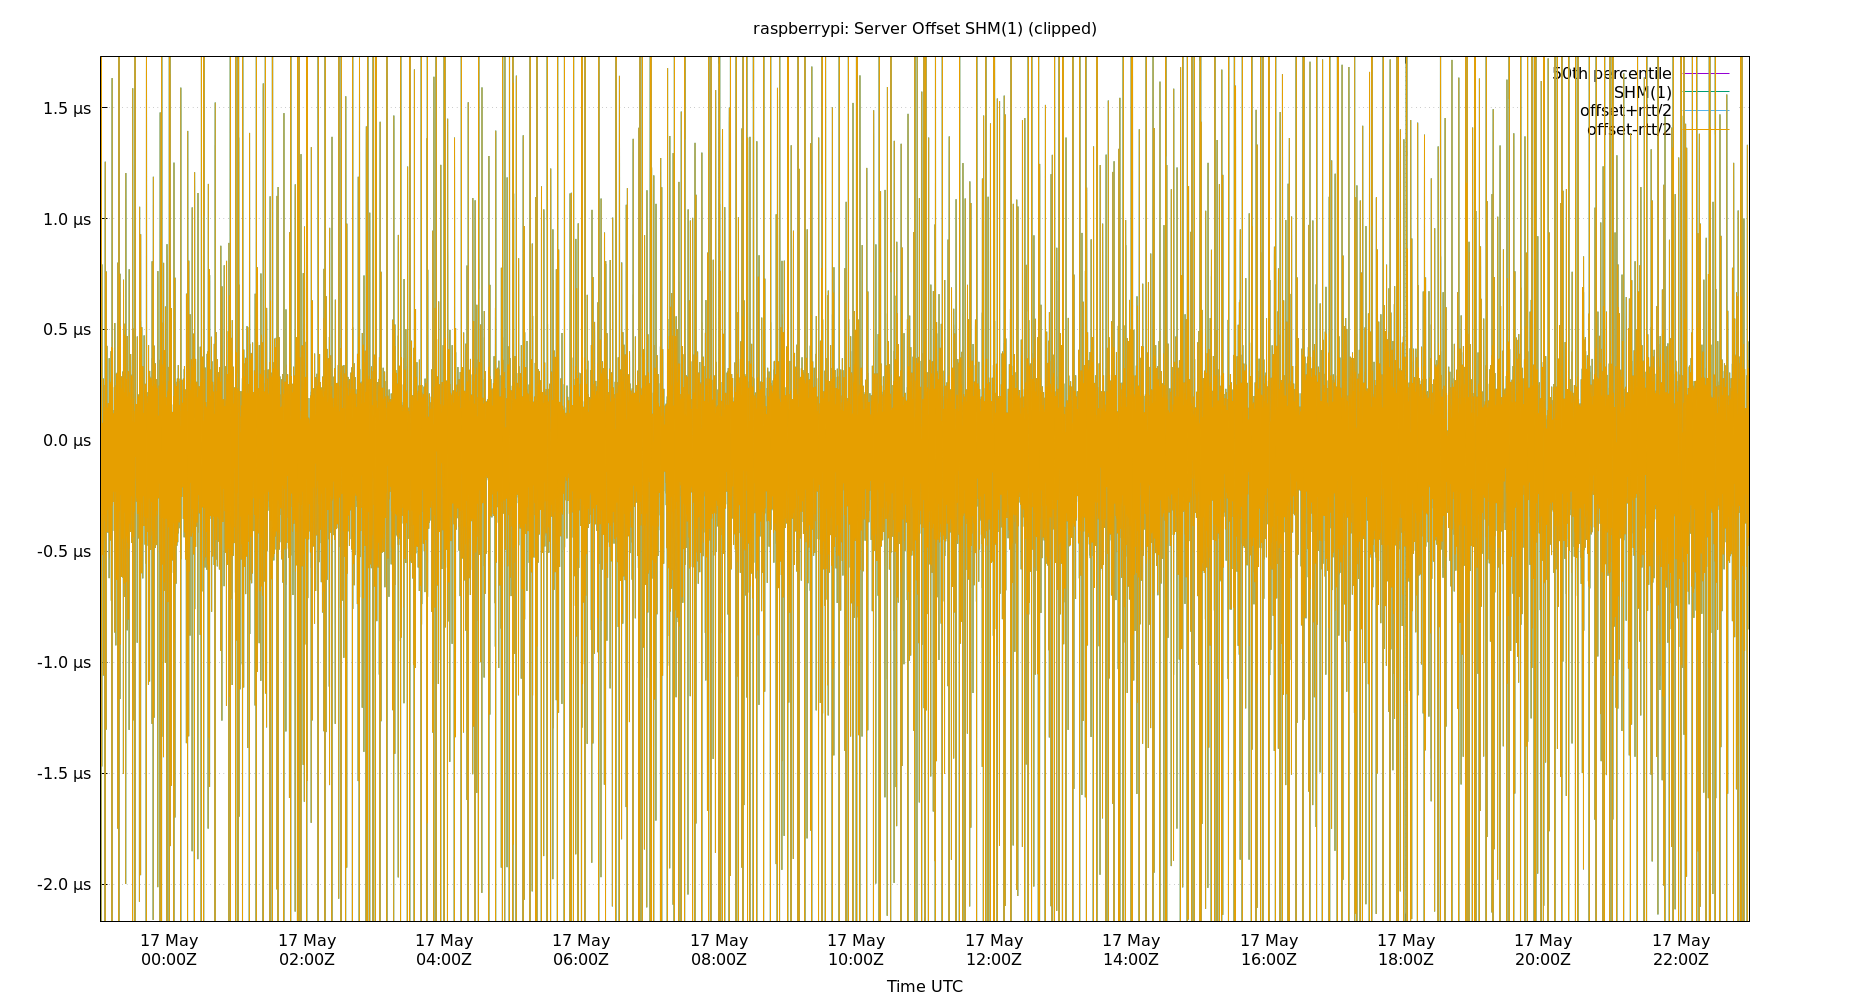 raspberrypi: Server Offset SHM(1) (clipped)
50th percentile
SHM(1)
offset+rtt/2
offset-rtt/2
1.5 µs
1.0 µs
0.5 µs
0.0 µs
-0.5 µs
-1.0 µs
-1.5 µs
-2.0 µs
17 May 17 May 17 May 17 May 17 May 17 May 17 May 17 May 17 May 17 May 17 May 17 May
00:00Z 02:00Z 04:00Z 06:00Z 08:00Z 10:00Z 12:00Z 14:00Z 16:00Z 18:00Z 20:00Z 22:00Z
Time UTC